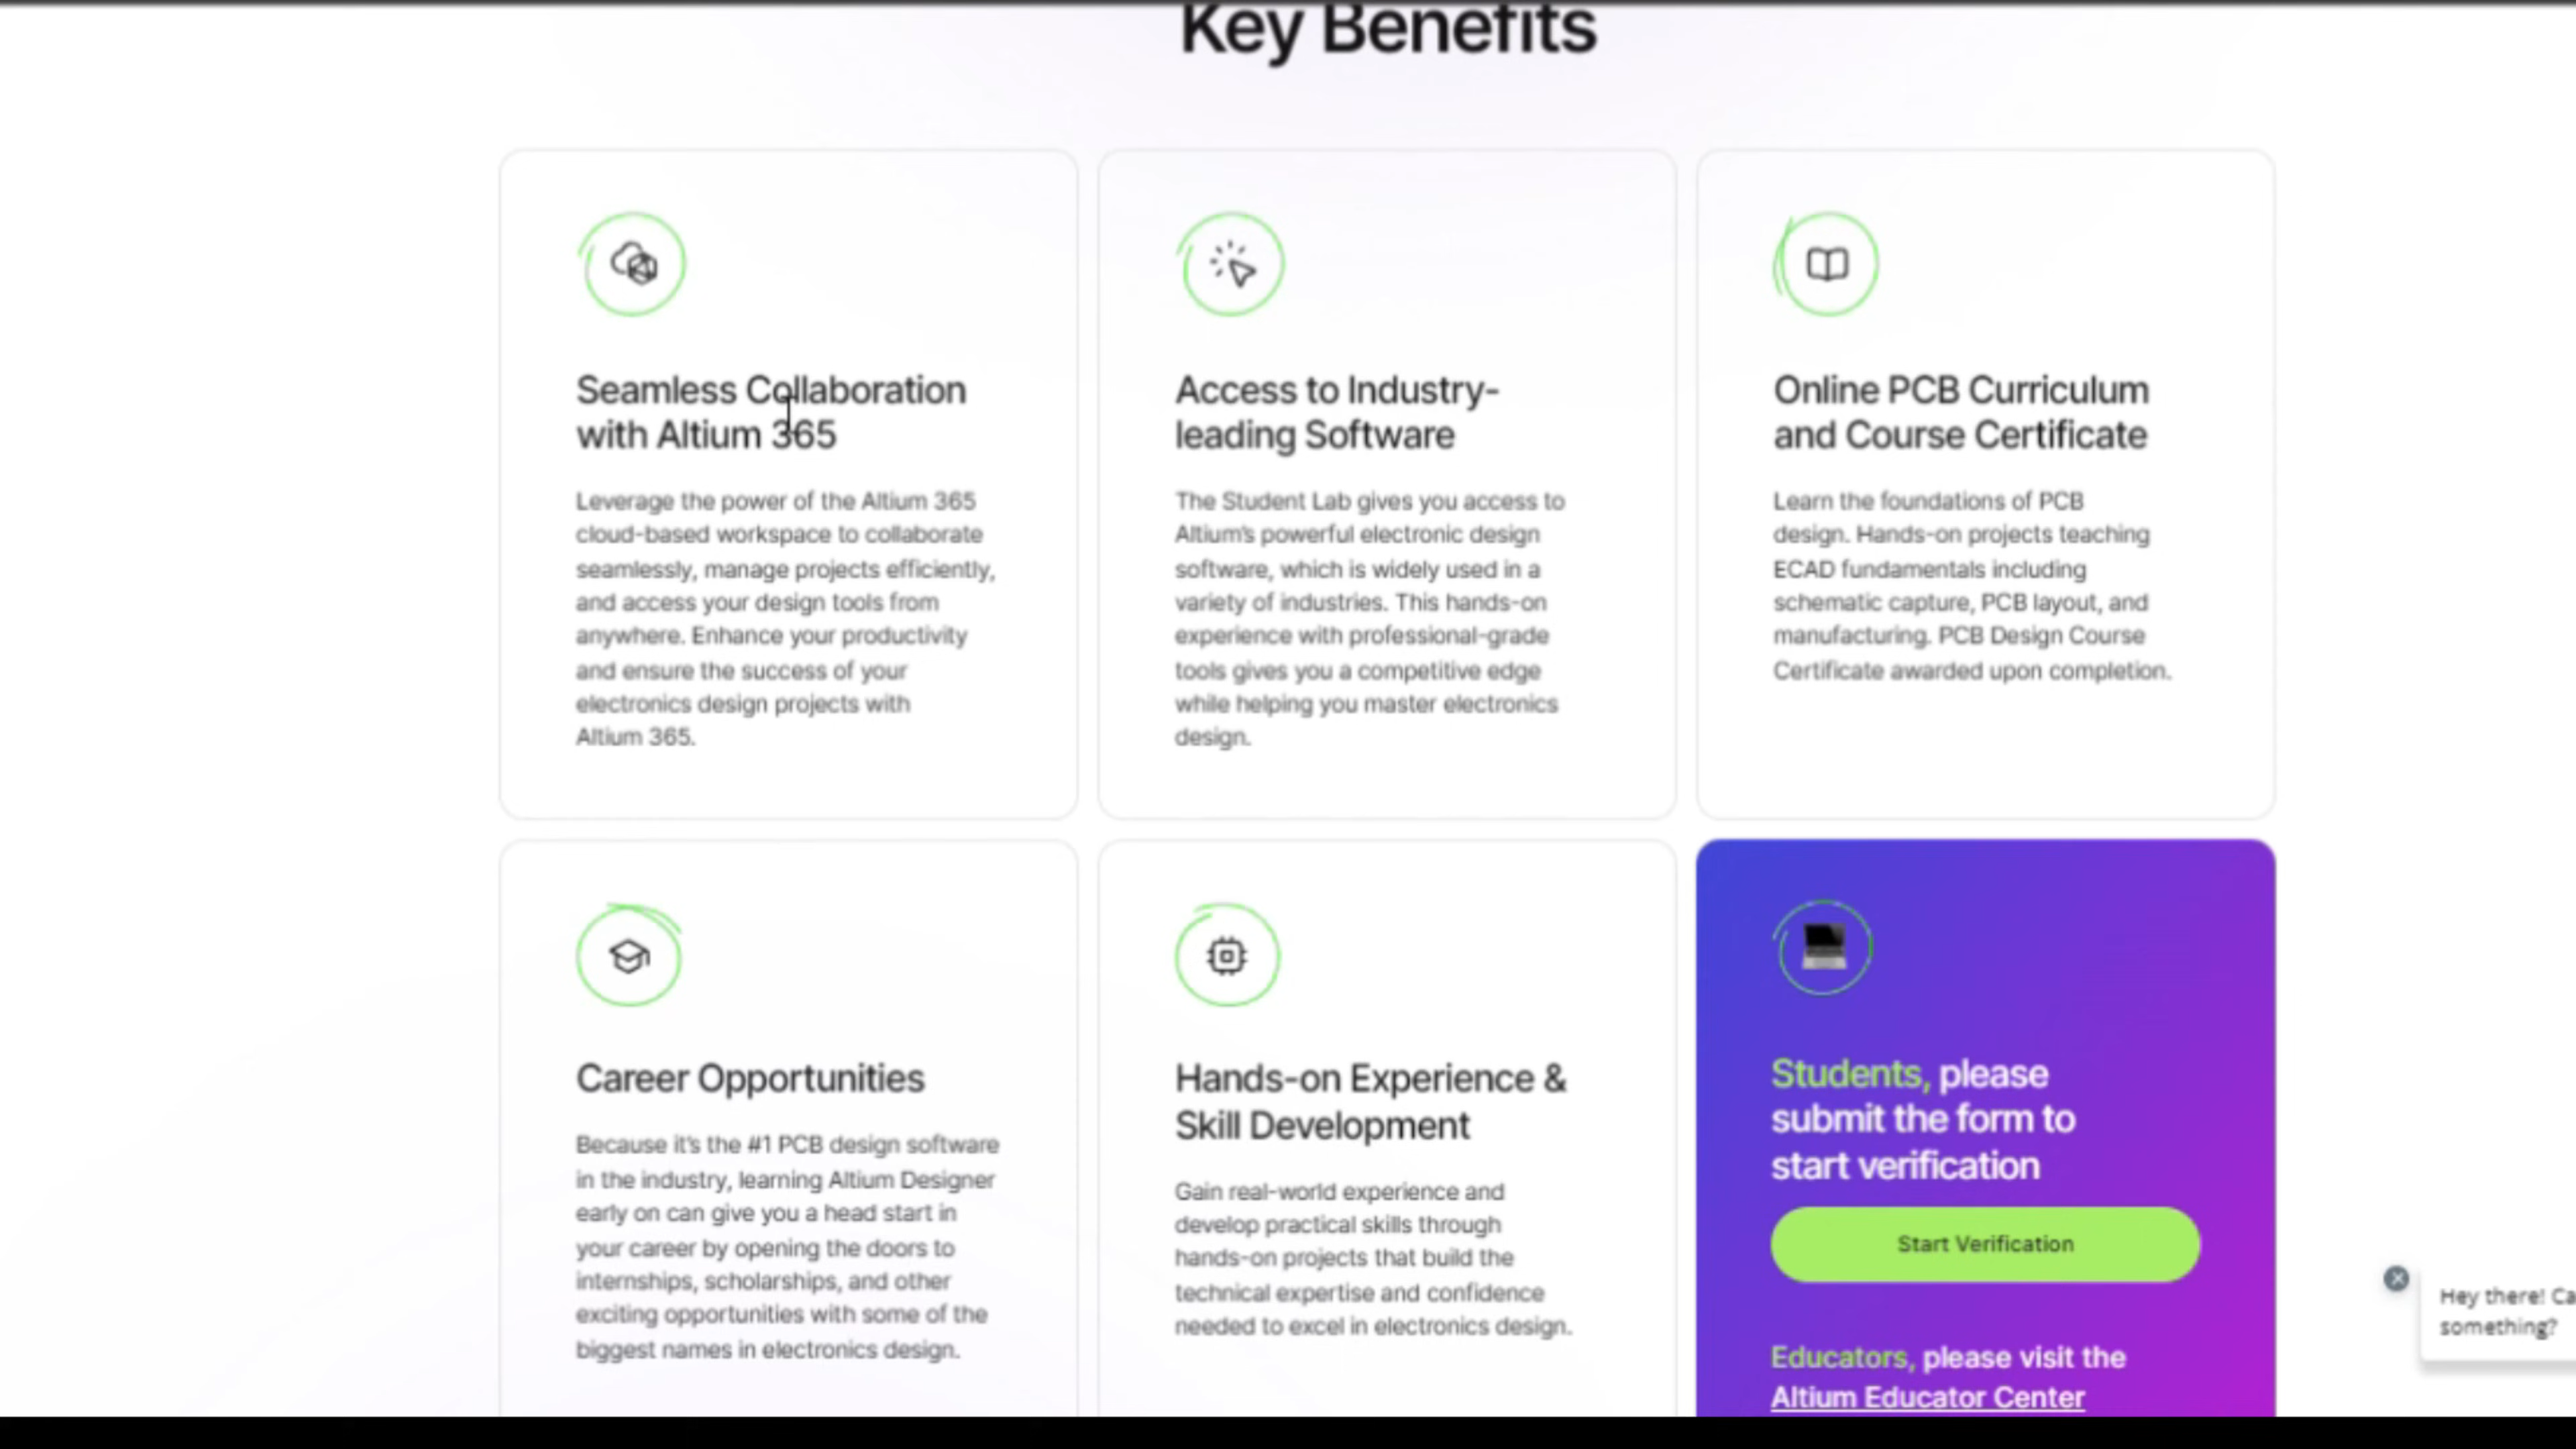 Key Benefits
Seamless Collaboration
with Altium 365
Leverage the power of the Altium 365
cloud-based workspace to collaborate
seamlessly, manage projects efficiently,
and access your design tools from
anywhere. Enhance your productivity
and ensure the success of your
electronics design projects with
Altium 365.
Access to Industry-
leading Software
The Student Lab gives you access to
Altium's powerful electronic design
software, which is widely used in a
variety of industries. This hands-on
experience with professional-grade
tools gives you a competitive edge
while helping you master electronics
design.
Online PCB Curriculum
and Course Certificate
Learn the foundations of PCB
design. Hands-on projects teaching
ECAD fundamentals including
schematic capture, PCB layout, and
manufacturing. PCB Design Course
Certificate awarded upon completion.
Career Opportunities
Because it's the #1 PCB design software
in the industry, learning Altium Designer
early on can give you a head start in
your career by opening the doors to
internships, scholarships, and other
exciting opportunities with some of the
biggest names in electronics design.
Hands-on Experience &
Skill Development
Gain real-world experience and
develop practical skills through
hands-on projects that build the
technical expertise and confidence
needed to excel in electronics design.
Students, please
submit the form to
start verification
Start Verification
Educators, please visit the
Altium Educator Center
Hey there! Ca
something?